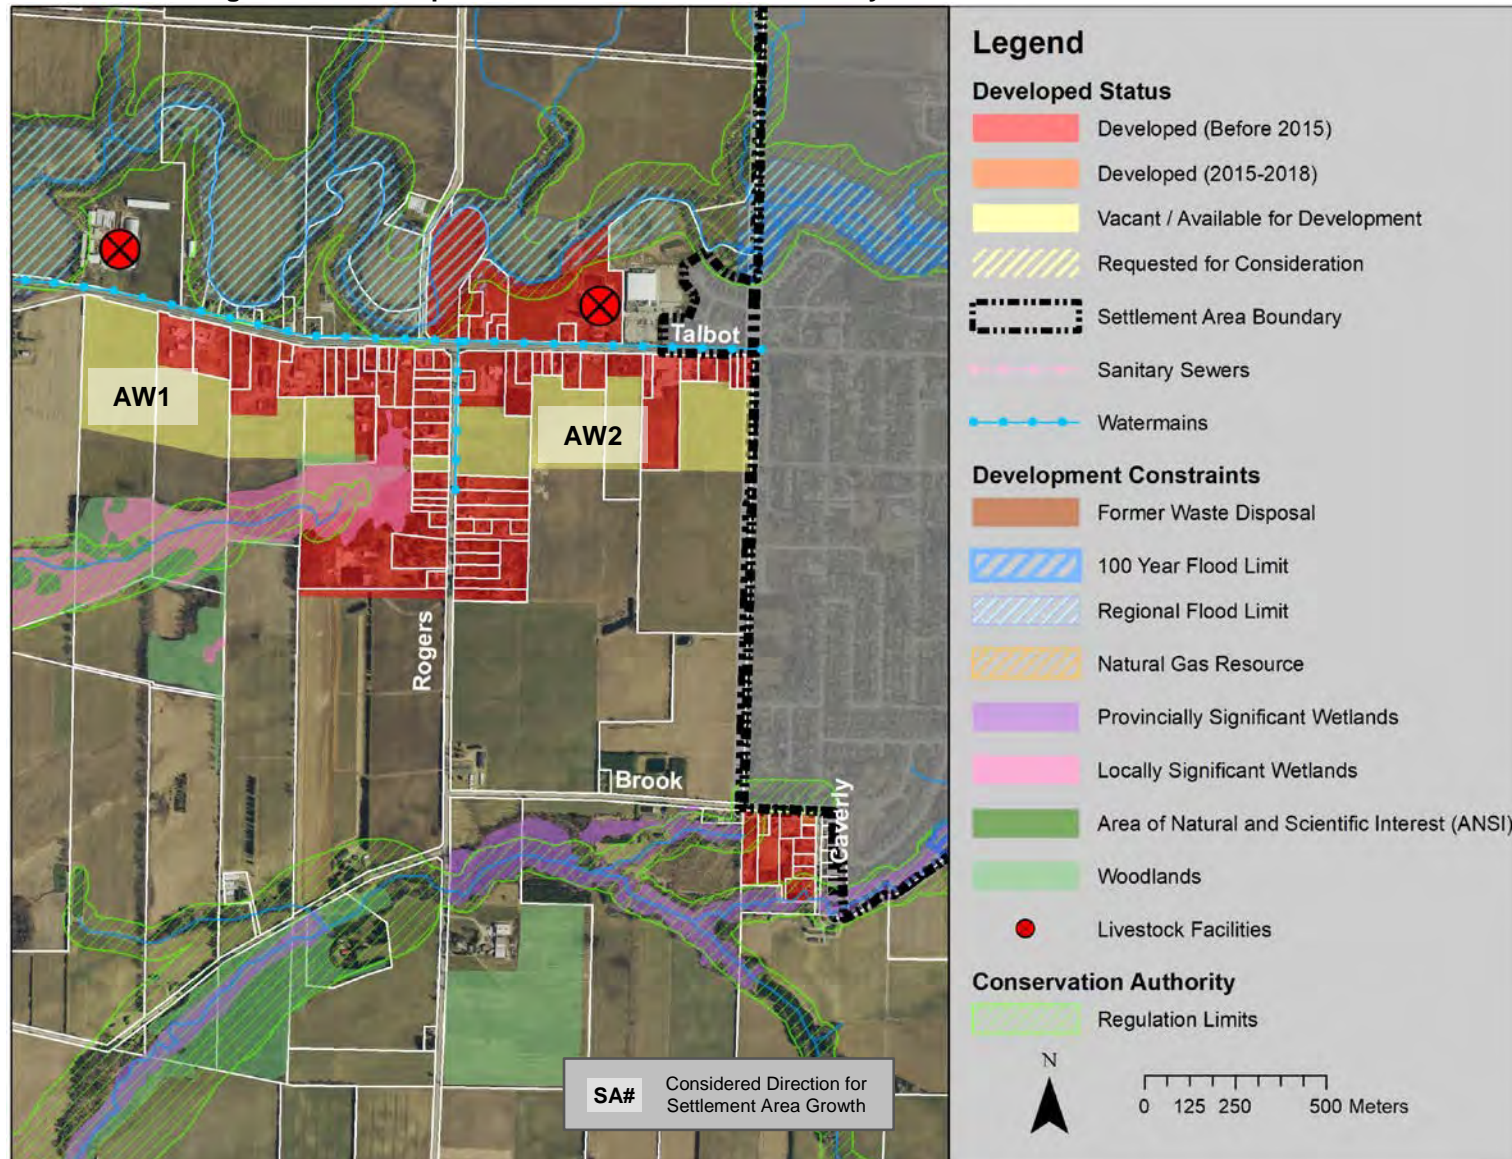 Talbot
AW1
AW2
Rogers
Brook
Caverly
SA#
Considered Direction for
Settlement Area Growth
Legend
Developed Status
Developed (Before 2015)
Developed (2015-2018)
Vacant / Available for Development
Requested for Consideration
Settlement Area Boundary
Sanitary Sewers
Watermains
Development Constraints
Former Waste Disposal
100 Year Flood Limit
Regional Flood Limit
Natural Gas Resource
Provincially Significant Wetlands
Locally Significant Wetlands
Area of Natural and Scientific Interest (ANSI)
Woodlands
Livestock Facilities
Conservation Authority
Regulation Limits
N
0 125 250 500 Meters